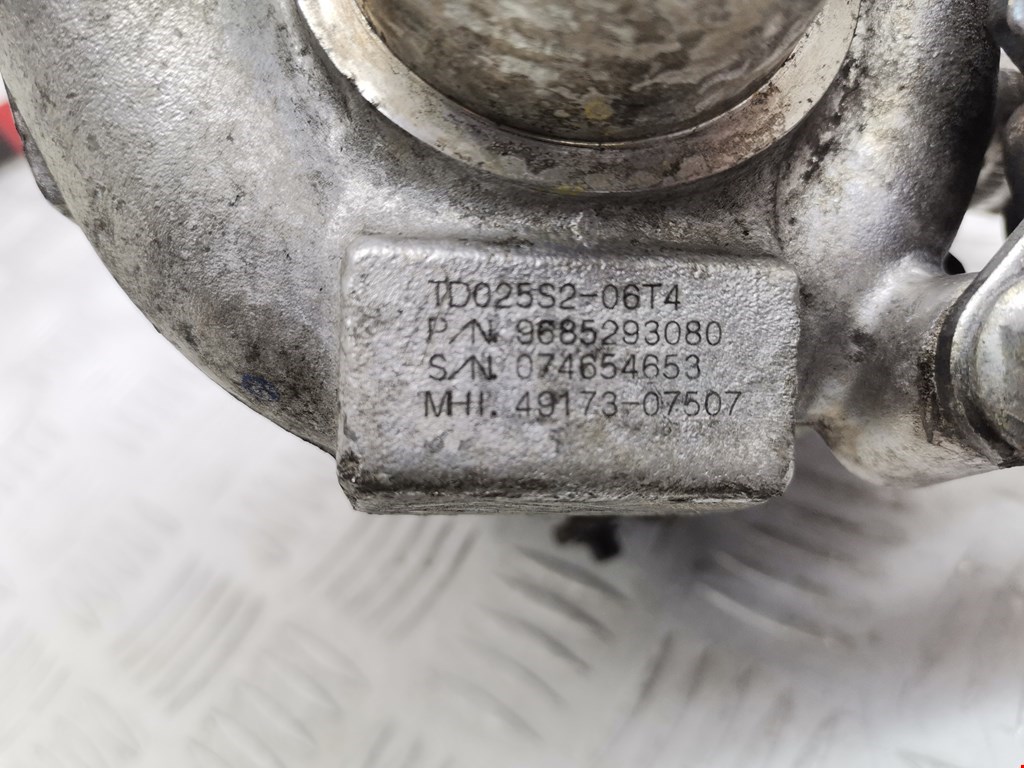 TD025S2-06T4
P/N. 9685293080
S/N. 074654653
MHI. 49173-07507